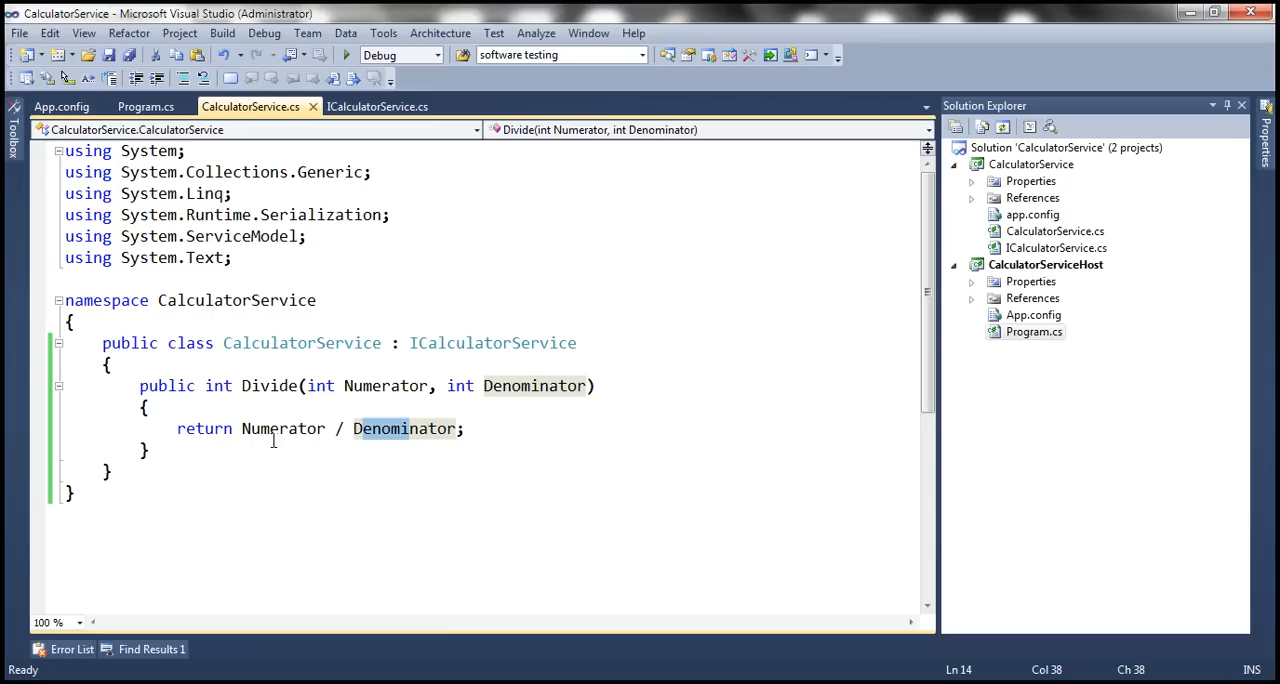 CalculatorService - Microsoft Visual Studio (Administrator)
File Edit View Refactor Project Build Debug Team Data Tools Architecture Test Analyze Window Help
Debug software testing
App.config Program.cs CalculatorService.cs ICalculatorService.cs
CalculatorService.CalculatorService Divide(int Numerator, int Denominator)
using System;
using System.Collections.Generic;
using System.Linq;
using System.Runtime.Serialization;
using System.ServiceModel;
using System.Text;
namespace CalculatorService
{
public class CalculatorService : ICalculatorService
{
public int Divide(int Numerator, int Denominator)
{
return Numerator / Denominator;
}
}
}
100 %
Toolbox
Solution Explorer
Solution 'CalculatorService' (2 projects)
CalculatorService
Properties
References
app.config
CalculatorService.cs
ICalculatorService.cs
CalculatorServiceHost
Properties
References
App.config
Program.cs
Properties
Error List Find Results 1
Ready Ln 14 Col 38 Ch 38 INS